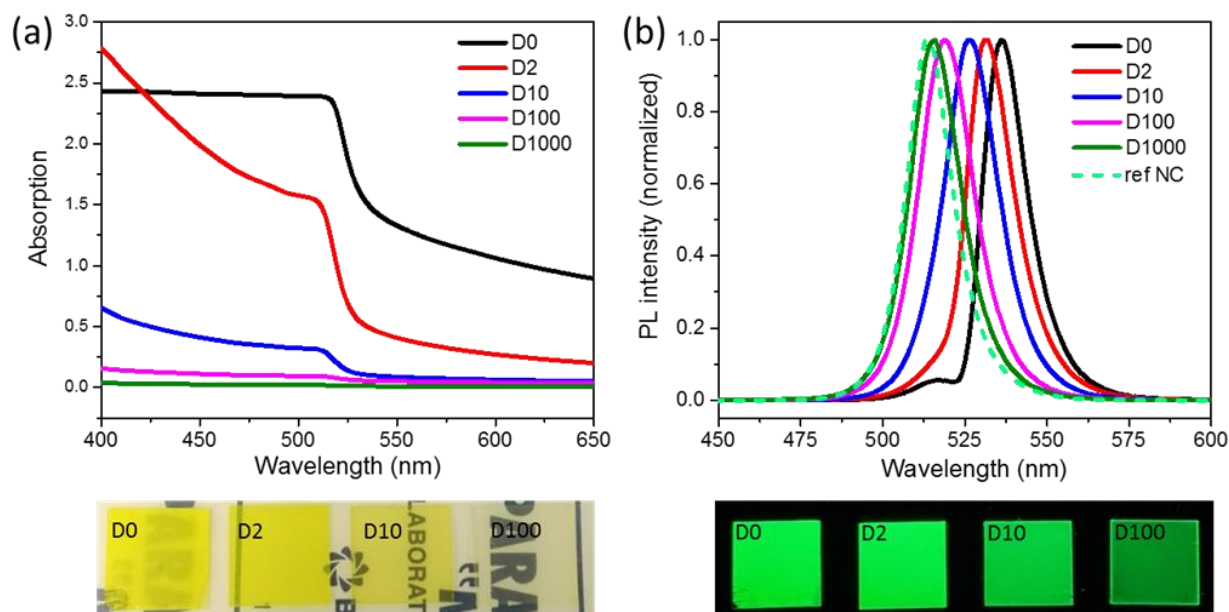 (a)
3.0
2.5
2.0
1.5
1.0
0.5
0.0
Absorption
D0
D2
D10
D100
D1000
400
450
500
550
600
650
Wavelength (nm)
(b)
1.0
0.8
0.6
0.4
0.2
0.0
PL intensity (normalized)
D0
D2
D10
D100
D1000
ref NC
450
475
500
525
550
575
600
Wavelength (nm)
D0
D2
D10
D100
PARA
LABORAT
B
PARA
D0
D2
D10
D100